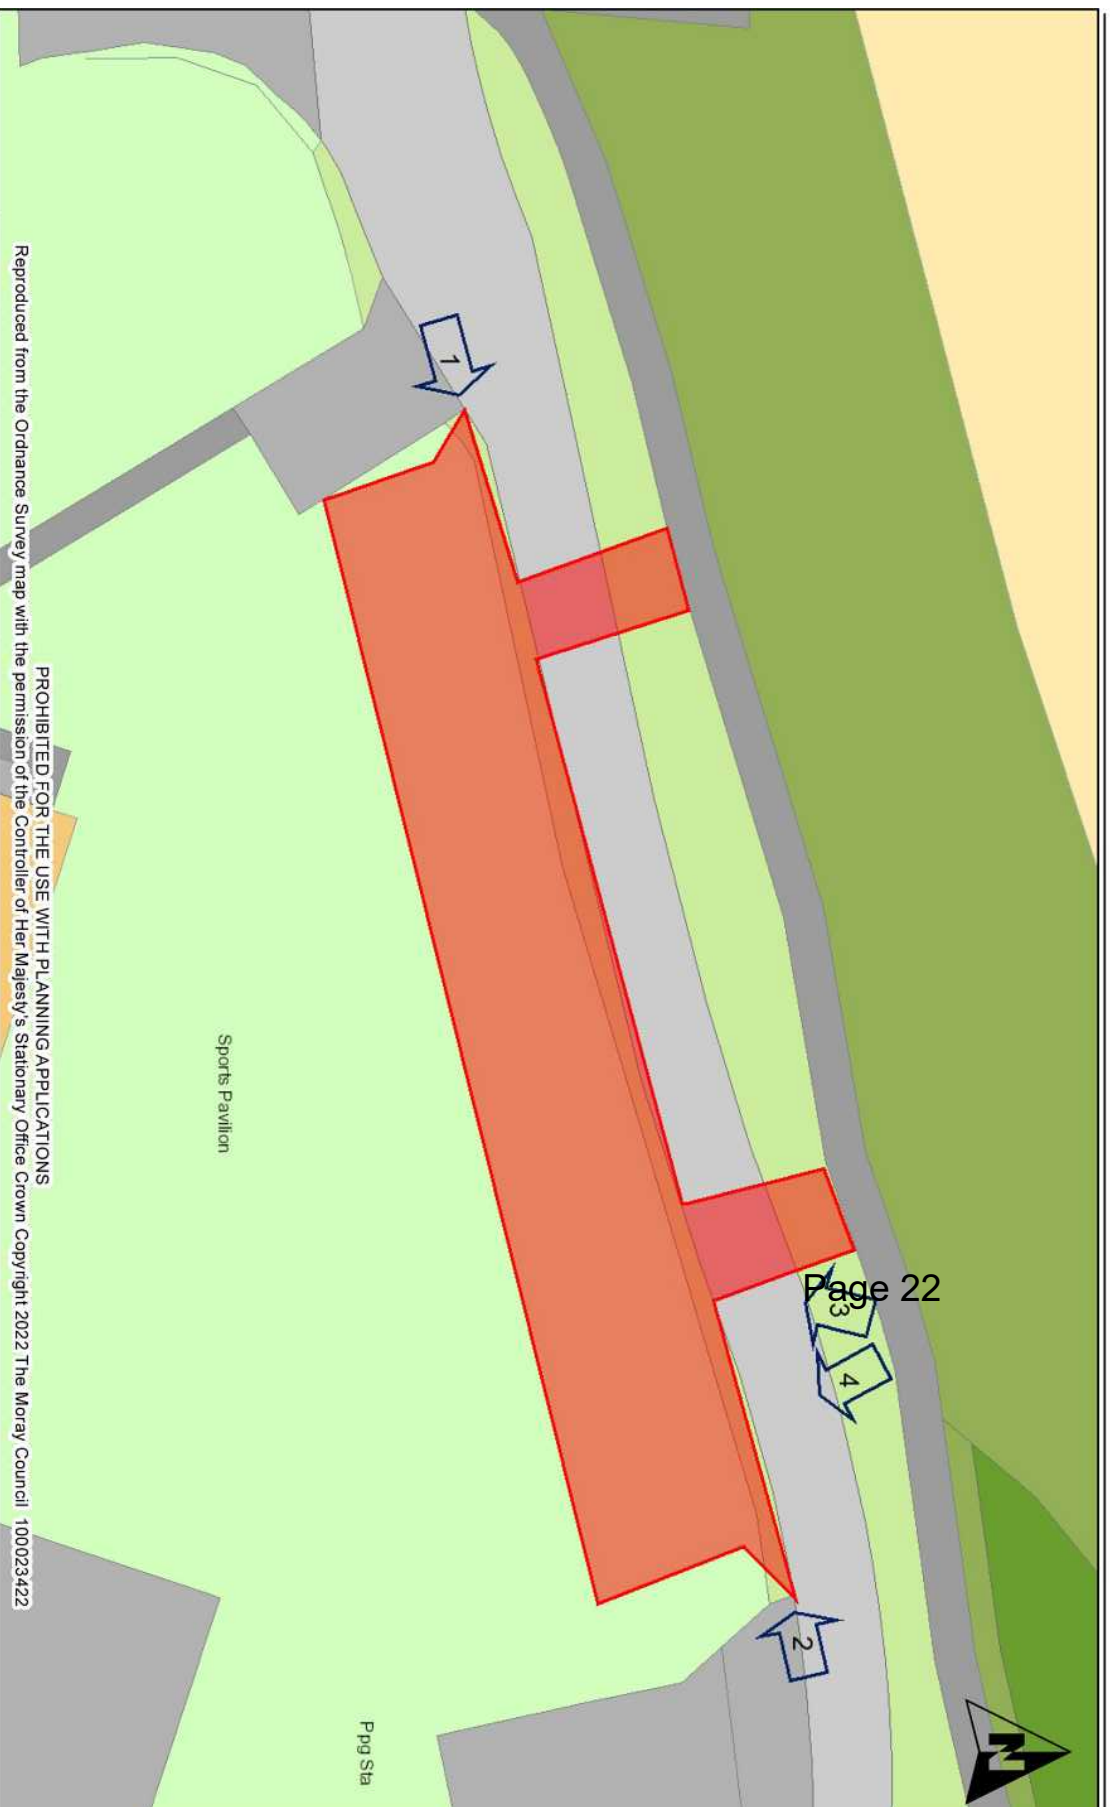 N
1
Page 22
3
4
2
Sports Pavilion
Ppg Sta
PROHIBITED FOR THE USE WITH PLANNING APPLICATIONS
Reproduced from the Ordnance Survey map with the permission of the Controller of Her Majesty's Stationary Office Crown Copyright 2022 The Moray Council 100023422